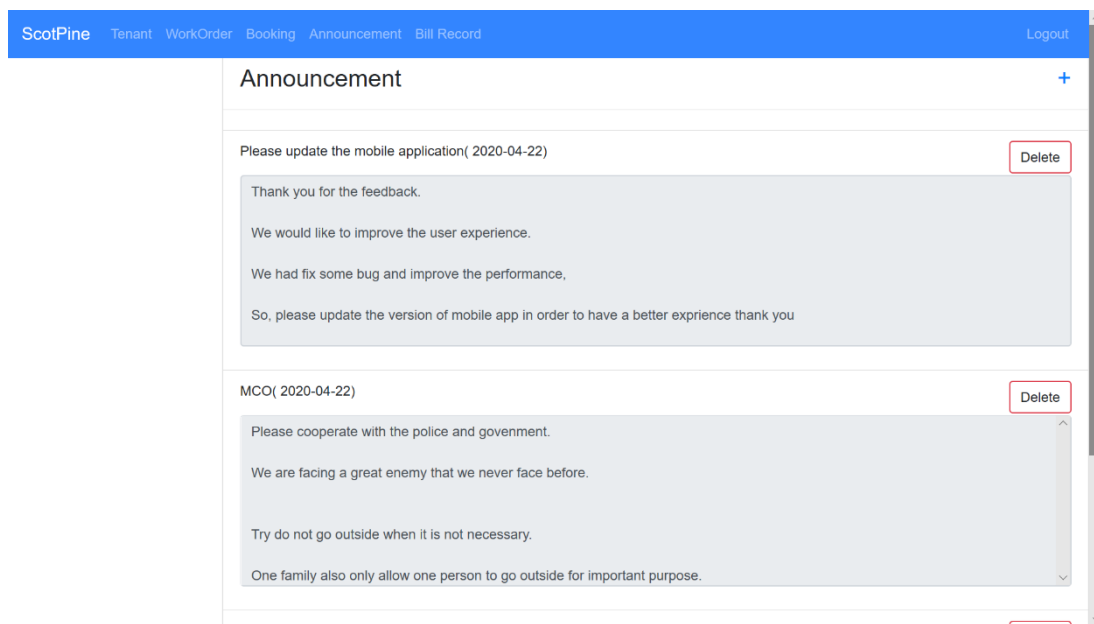 ScotPine Tenant WorkOrder Booking Announcement Bill Record Logout
Announcement +
Please update the mobile application( 2020-04-22)
Delete
Thank you for the feedback.
We would like to improve the user experience.
We had fix some bug and improve the performance,
So, please update the version of mobile app in order to have a better exprience thank you
MCO( 2020-04-22)
Delete
Please cooperate with the police and govenment.
We are facing a great enemy that we never face before.
Try do not go outside when it is not necessary.
One family also only allow one person to go outside for important purpose.